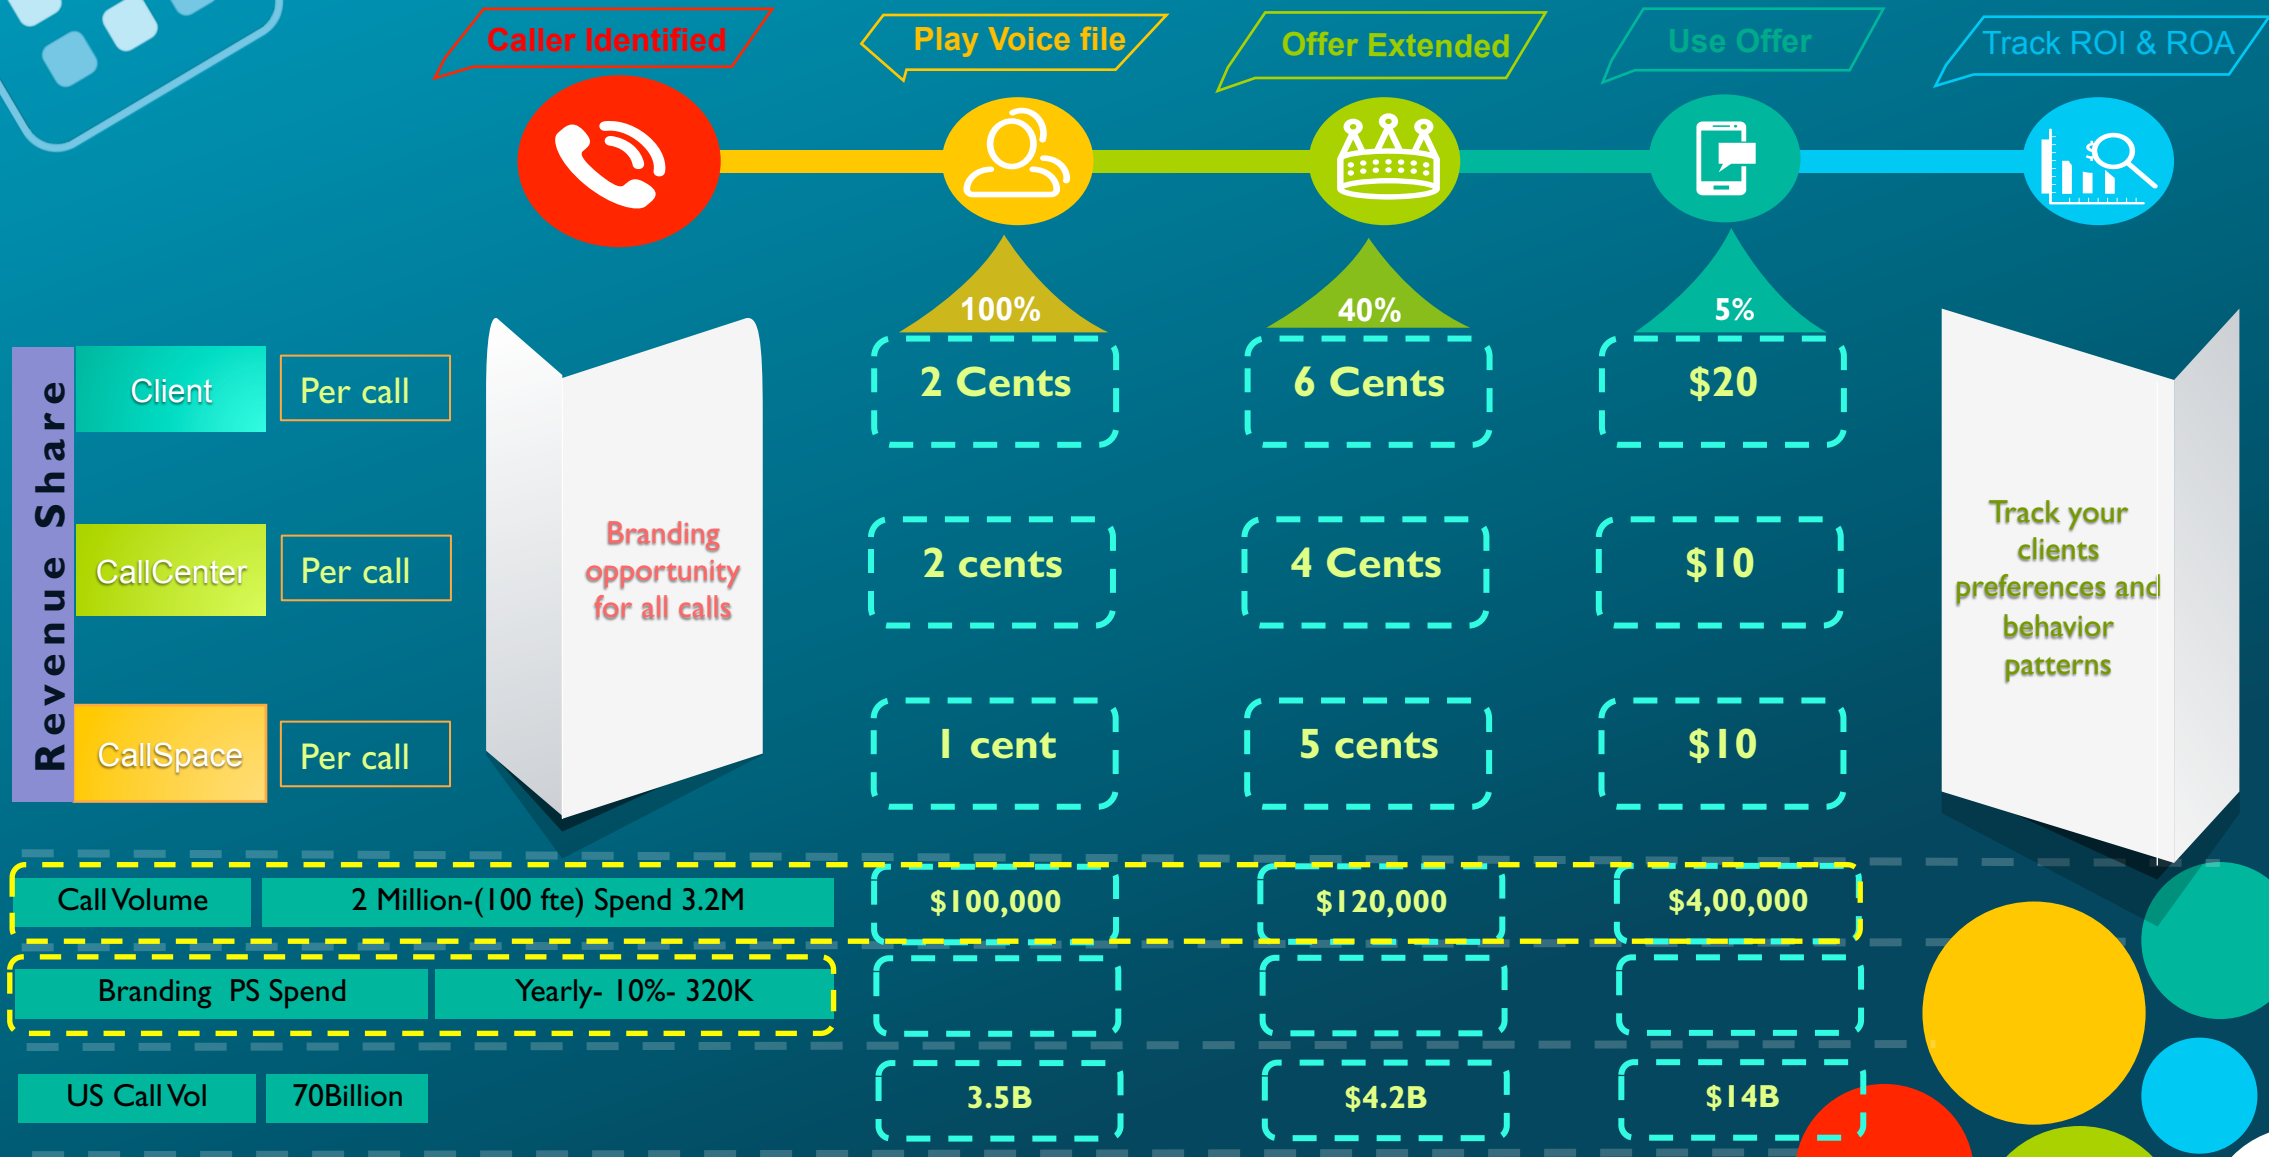 Caller Identified
Play Voice file
Offer Extended
Use Offer
Track ROI & ROA
$
100%
40%
5%
Revenue Share
Client
Per call
2 Cents
6 Cents
$20
CallCenter
Per call
2 cents
4 Cents
$10
CallSpace
Per call
1 cent
5 cents
$10
Branding
opportunity
for all calls
Track your
clients
preferences and
behavior
patterns
Call Volume
2 Million-(100 fte) Spend 3.2M
$100,000
$120,000
$4,00,000
Branding PS Spend
Yearly- 10%- 320K
US Call Vol
70Billion
3.5B
$4.2B
$14B